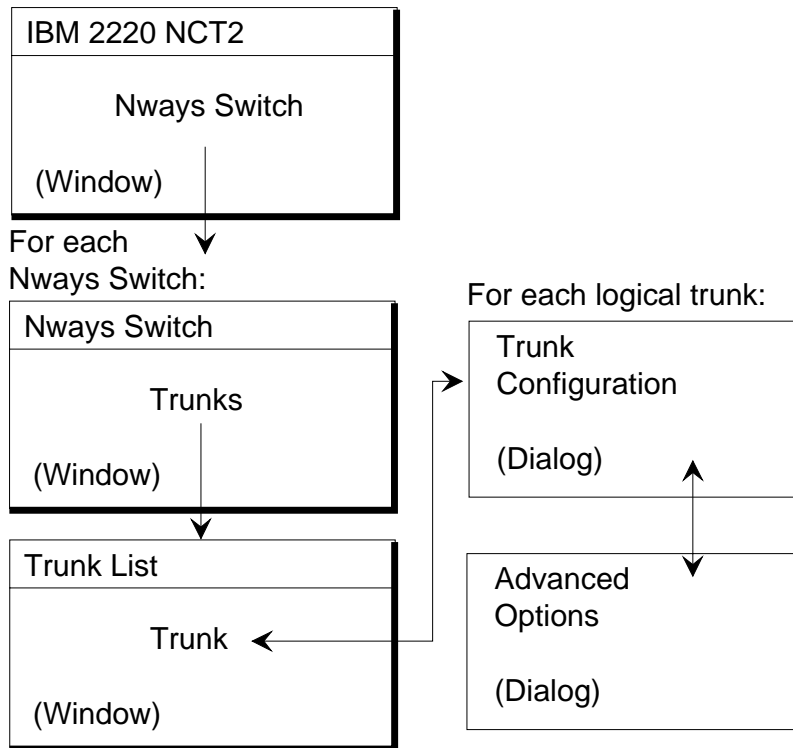 IBM 2220 NCT2
Nways Switch
(Window)
For each
Nways Switch:
Nways Switch
Trunks
(Window)
Trunk List
Trunk
(Window)
For each logical trunk:
Trunk
Configuration
(Dialog)
Advanced
Options
(Dialog)